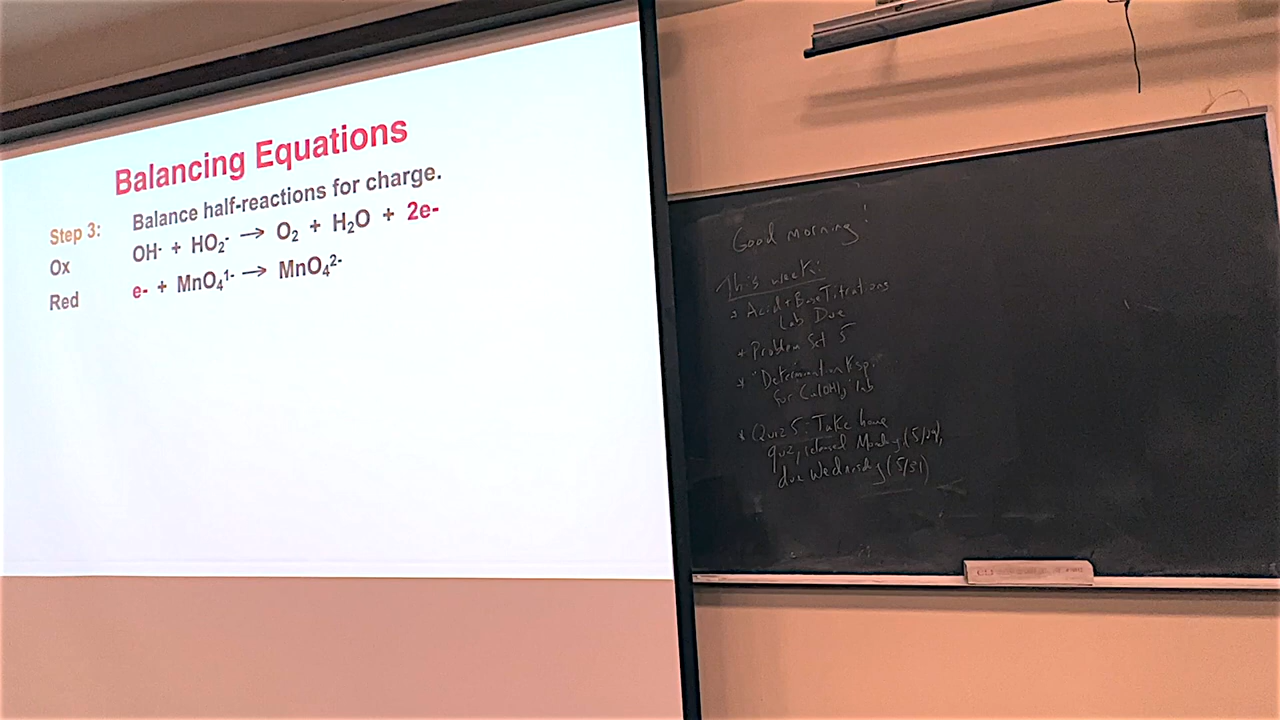 Balancing Equations
Step 3: Balance half-reactions for charge.
Ox OH⁻ + HO₂⁻ → O₂ + H₂O + 2e-
Red e- + MnO₄¹⁻ → MnO₄²⁻
Good Morning!
This week:
* Acid + Base Titrations
Lab Due
* Problem Set 5
* "Determination Ksp
for Ca(OH)₂" lab
* Quiz 5: Take home
quiz, released Monday (5/29),
due Wednesday (5/31)